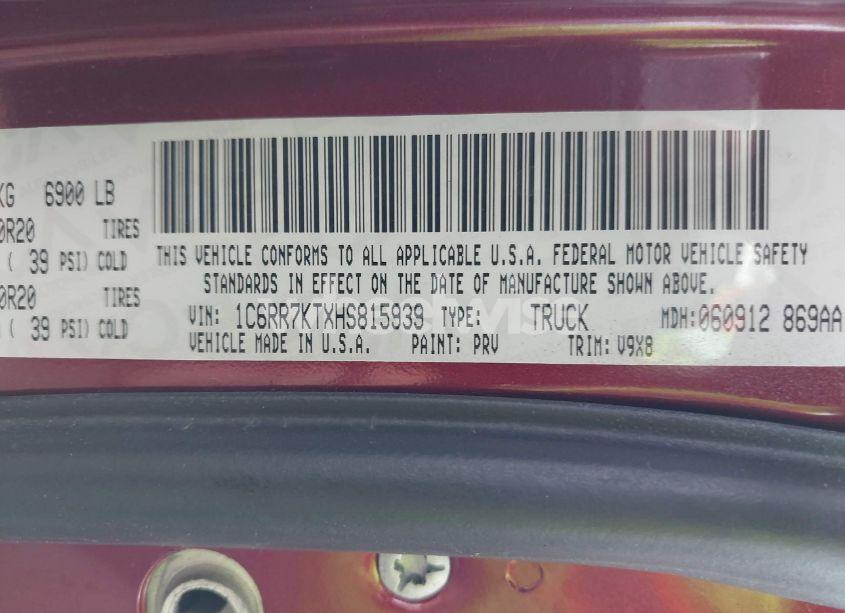 KG 6900 LB
0R20 TIRES
( 39 PSI) COLD
0R20 TIRES
( 39 PSI) COLD
THIS VEHICLE CONFORMS TO ALL APPLICABLE U.S.A. FEDERAL MOTOR VEHICLE SAFETY
STANDARDS IN EFFECT ON THE DATE OF MANUFACTURE SHOWN ABOVE.
VIN: 1C6RR7KTXHS815939 TYPE: TRUCK MDH:060912 869AA
VEHICLE MADE IN U.S.A. PAINT: PRV TRIM: V9X8